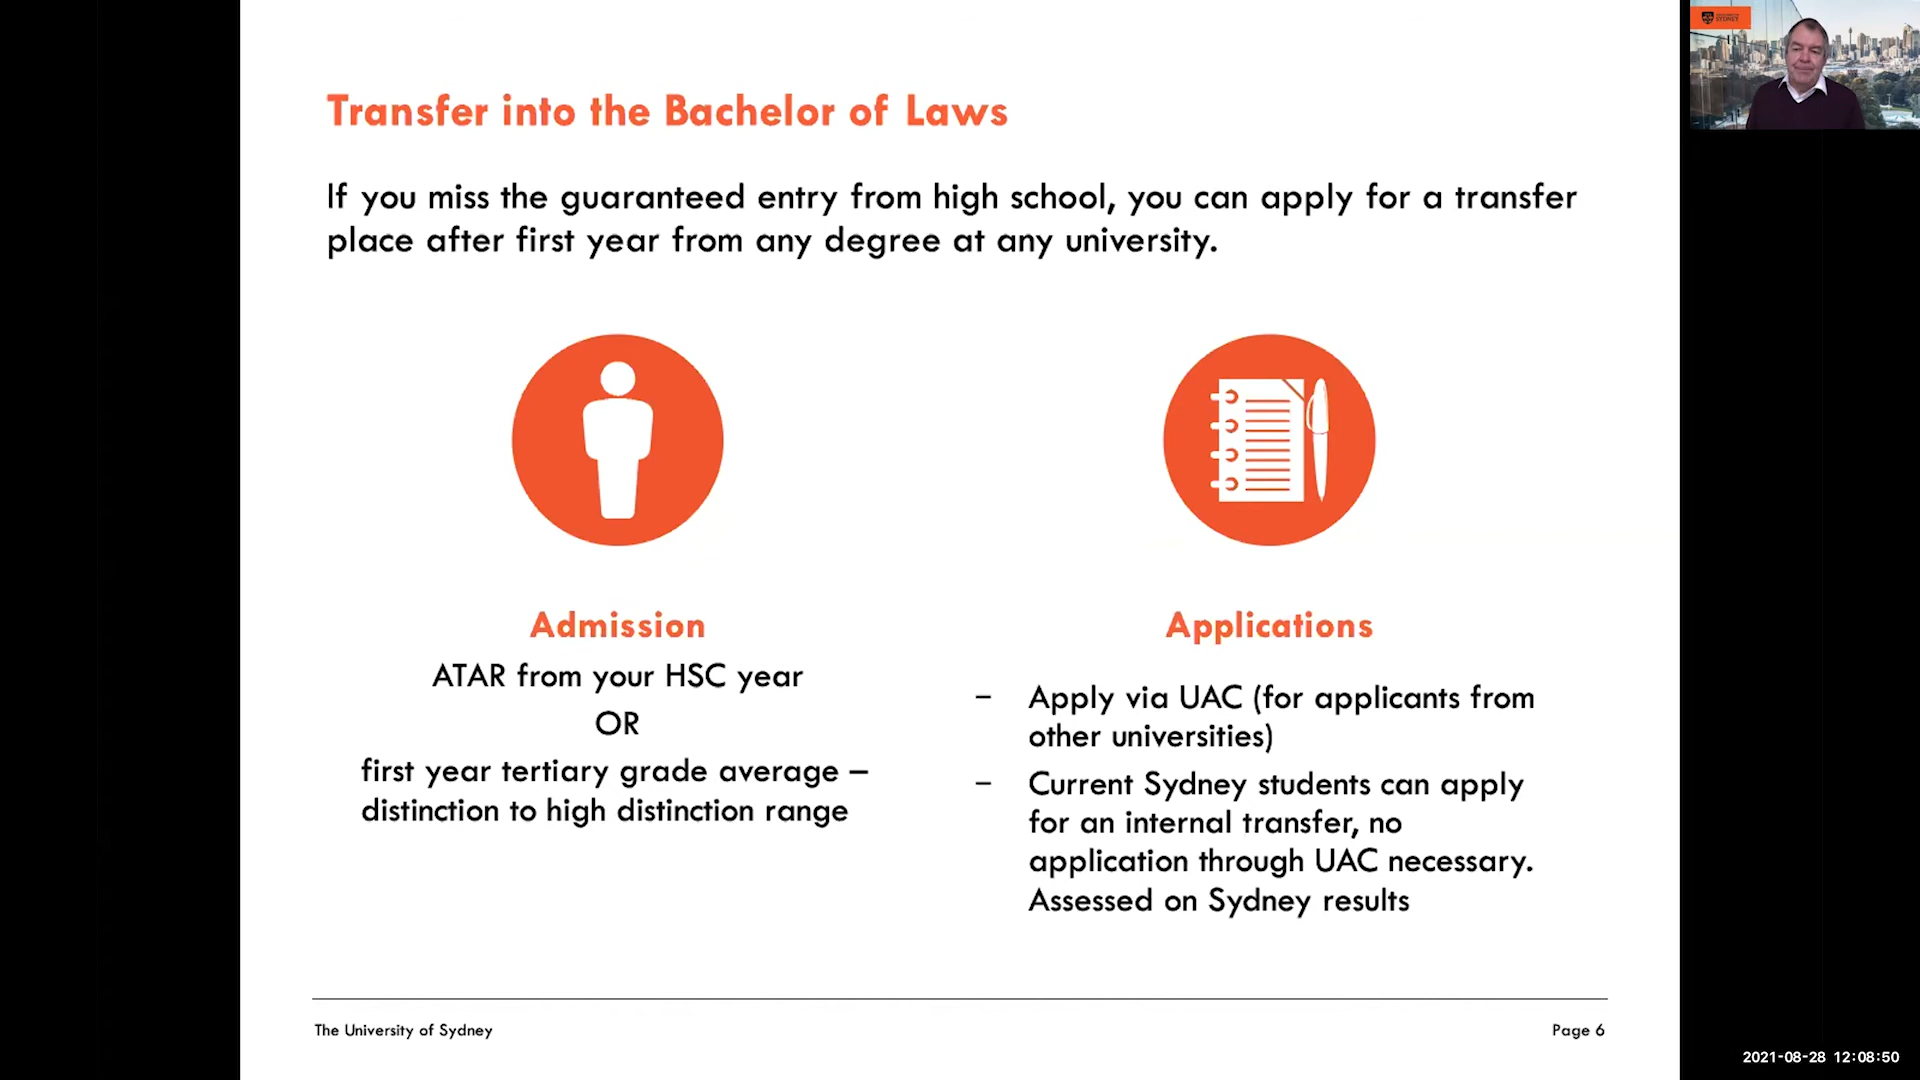 Transfer into the Bachelor of Laws
If you miss the guaranteed entry from high school, you can apply for a transfer
place after first year from any degree at any university.
Admission
ATAR from your HSC year
OR
first year tertiary grade average –
distinction to high distinction range
Applications
– Apply via UAC (for applicants from
other universities)
– Current Sydney students can apply
for an internal transfer, no
application through UAC necessary.
Assessed on Sydney results
The University of Sydney
Page 6
SYDNEY
2021-08-28 12:08:50